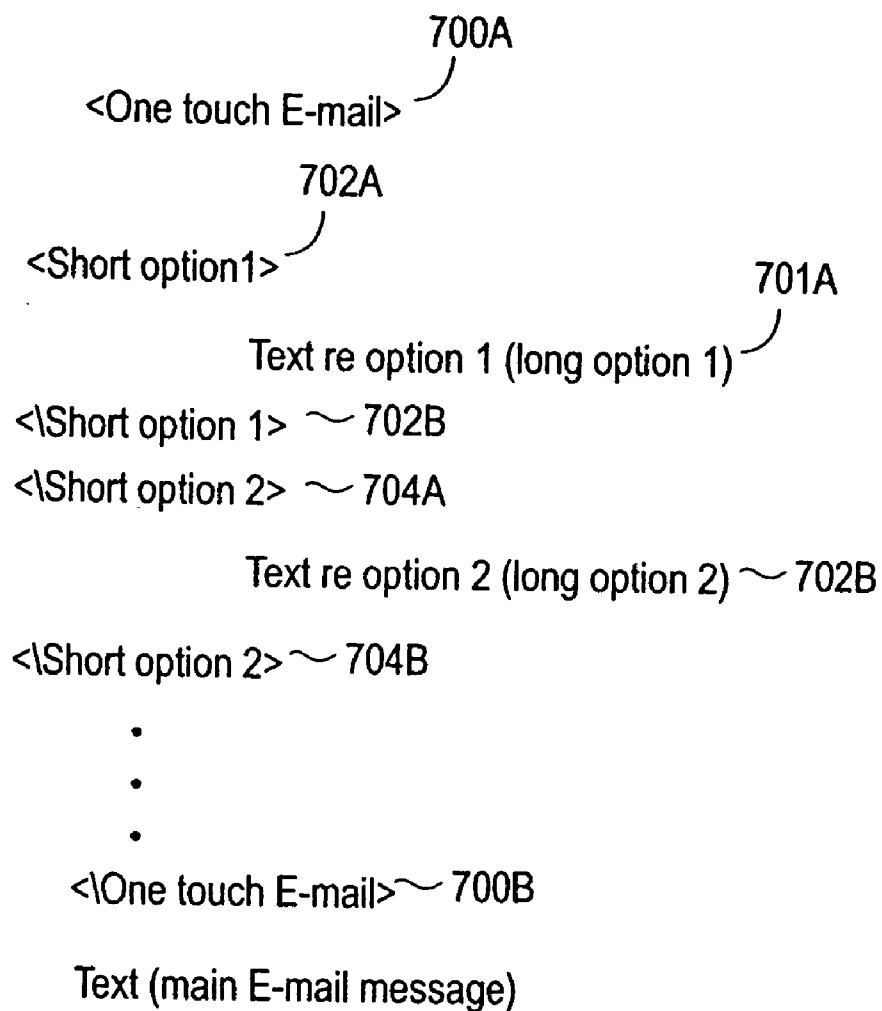 700A
<One touch E-mail>
702A
<Short option1>
701A
Text re option 1 (long option 1)
<\Short option 1> 702B
<\Short option 2> 704A
Text re option 2 (long option 2) 702B
<\Short option 2> 704B
<\One touch E-mail> 700B
Text (main E-mail message)